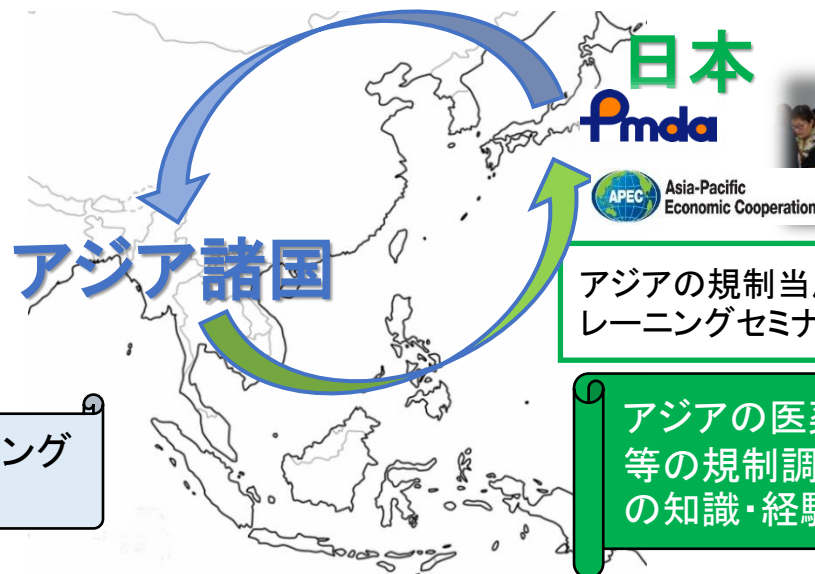 日本
Pmda
APEC
Asia-Pacific
Economic Cooperation
アジア諸国
アジアの規制当
レーニングセミナ
ング
アジアの医
等の規制調
の知識・経験